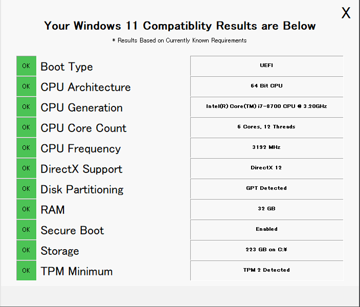 X
Your Windows 11 Compatiblity Results are Below
* Results Based on Currently Known Requirements
OK Boot Type UEFI
OK CPU Architecture 64 Bit CPU
OK CPU Generation Intel(R) Core(TM) i7-8700 CPU @ 3.20GHz
OK CPU Core Count 6 Cores, 12 Threads
OK CPU Frequency 3192 MHz
OK DirectX Support DirectX 12
OK Disk Partitioning GPT Detected
OK RAM 32 GB
OK Secure Boot Enabled
OK Storage 223 GB on C:#
OK TPM Minimum TPM 2 Detected